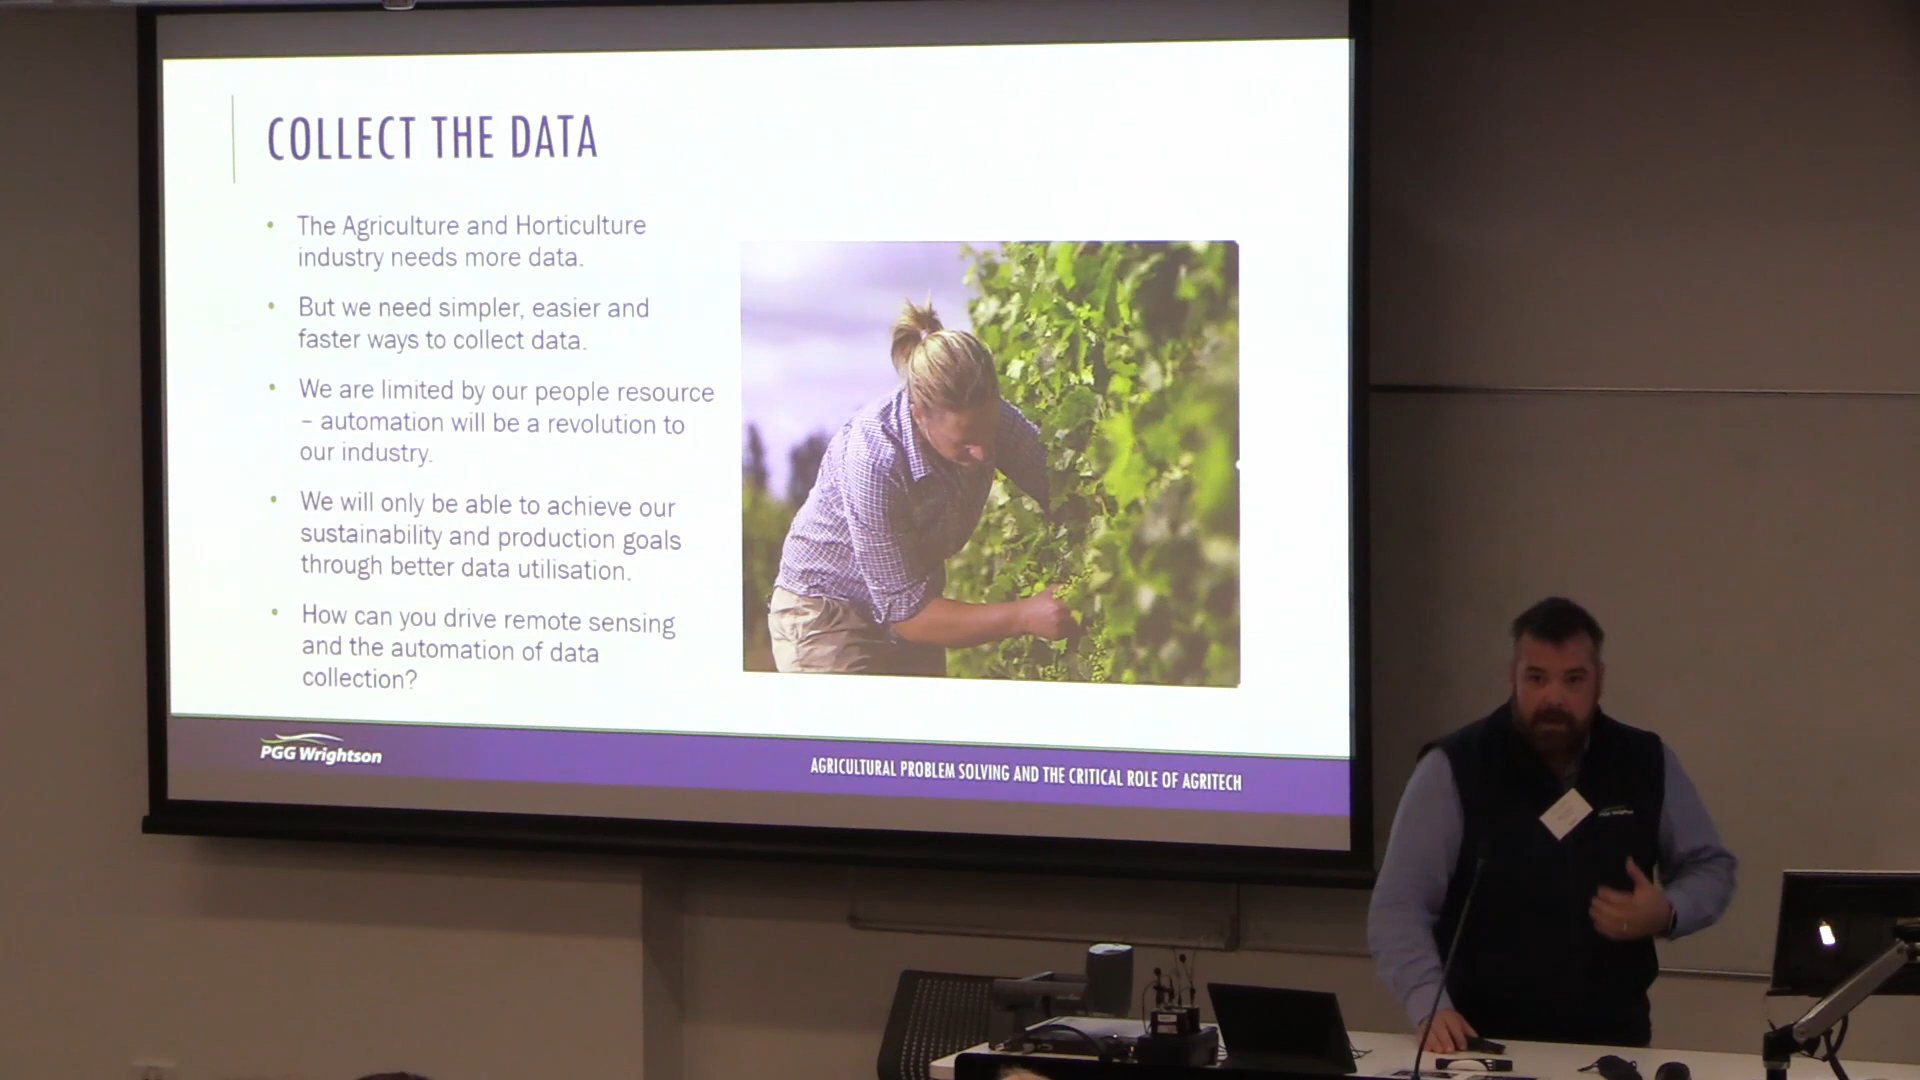 COLLECT THE DATA
• The Agriculture and Horticulture
industry needs more data.
• But we need simpler, easier and
faster ways to collect data.
• We are limited by our people resource
– automation will be a revolution to
our industry.
• We will only be able to achieve our
sustainability and production goals
through better data utilisation.
• How can you drive remote sensing
and the automation of data
collection?
PGG Wrightson
AGRICULTURAL PROBLEM SOLVING AND THE CRITICAL ROLE OF AGRITECH